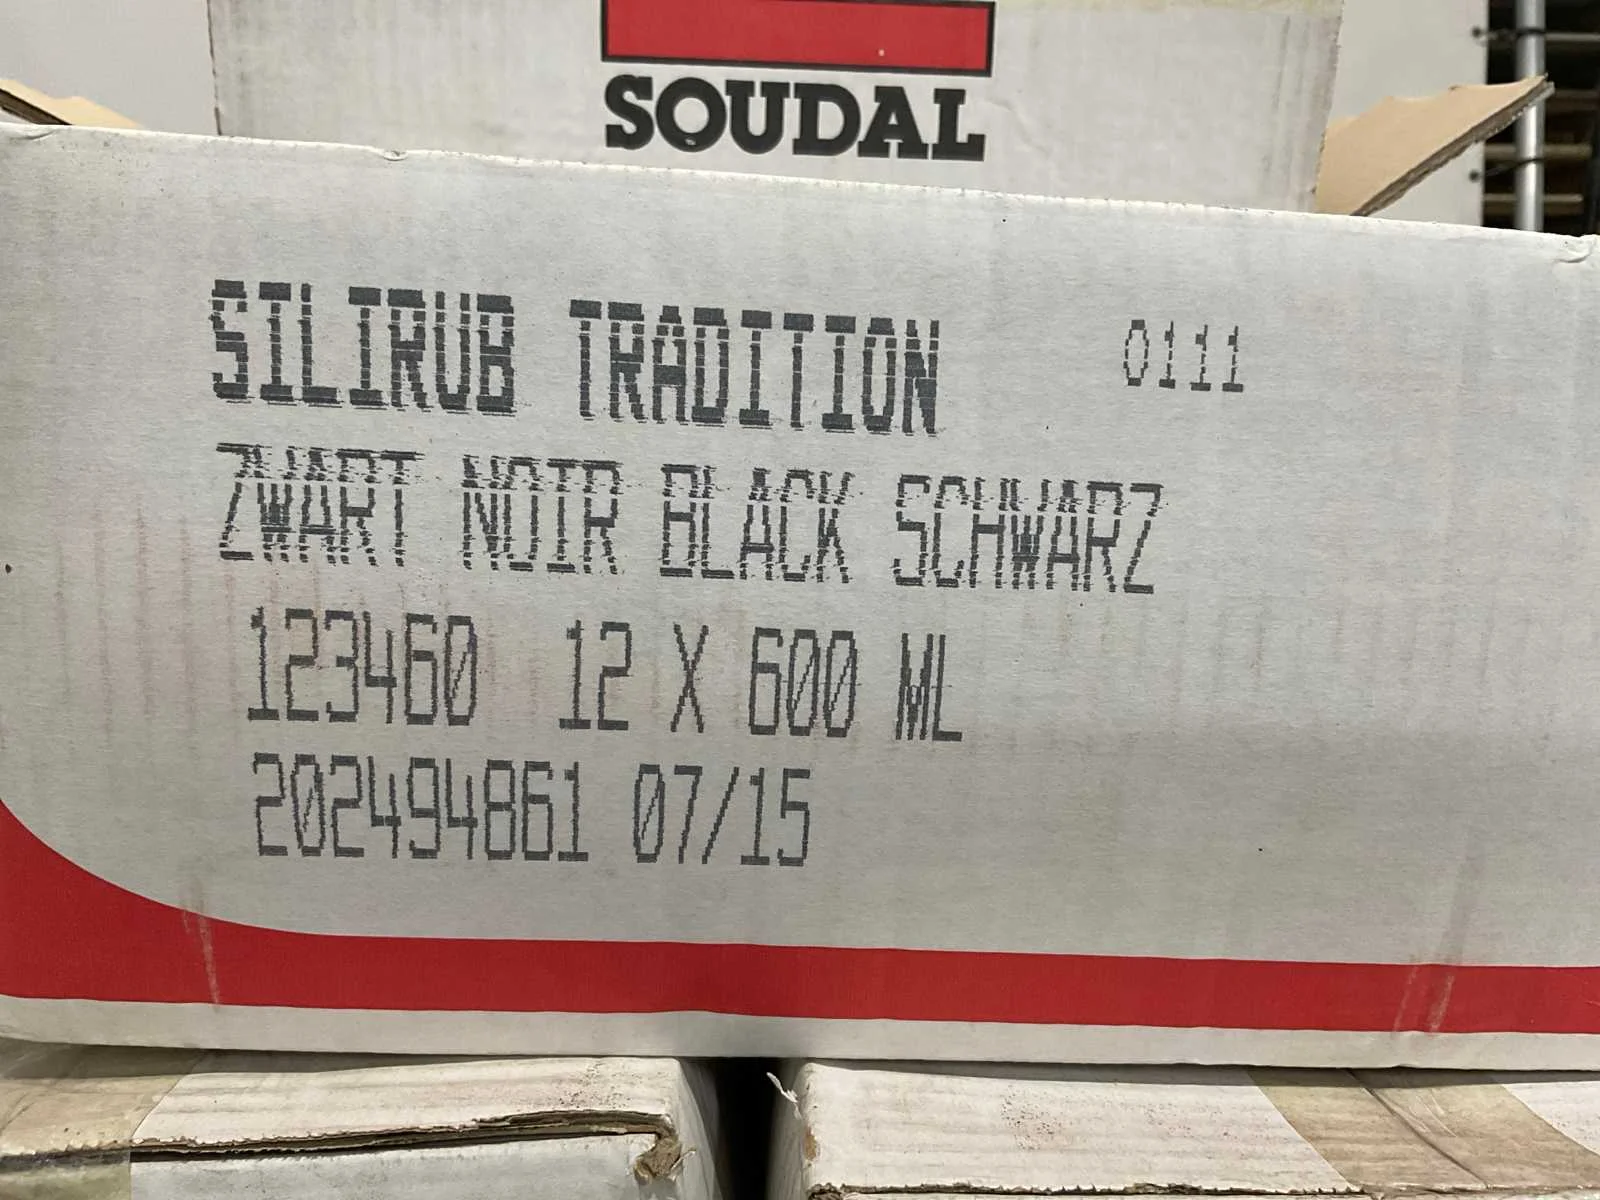 SOUDAL
SILIRUB TRADITION 0111
ZWART NOIR BLACK SCHWARZ
123460 12 X 600 ML
202494861 07/15